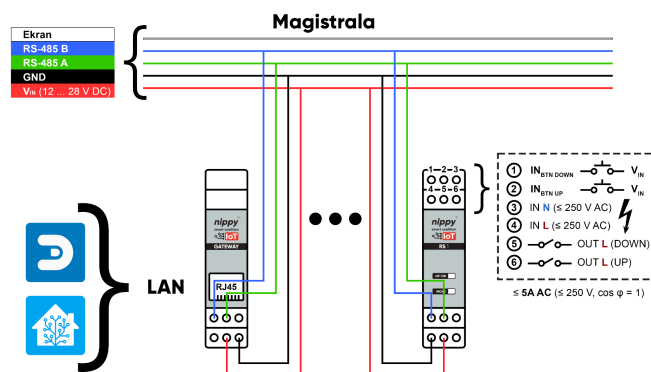 Magistrala
Ekran
RS-485 B
RS-485 A
GND
VIN (12 ... 28 V DC)
1-2-3
4-5-6
nippy
IoT
GATEWAY
RJ45
nippy
IoT
RS
LAN
1 INBTN DOWN VIN
2 INBTN UP VIN
3 IN N (≤ 250 V AC)
4 IN L (≤ 250 V AC)
5 OUT L (DOWN)
6 OUT L (UP)
≤ 5A AC (≤ 250 V, cos φ = 1)